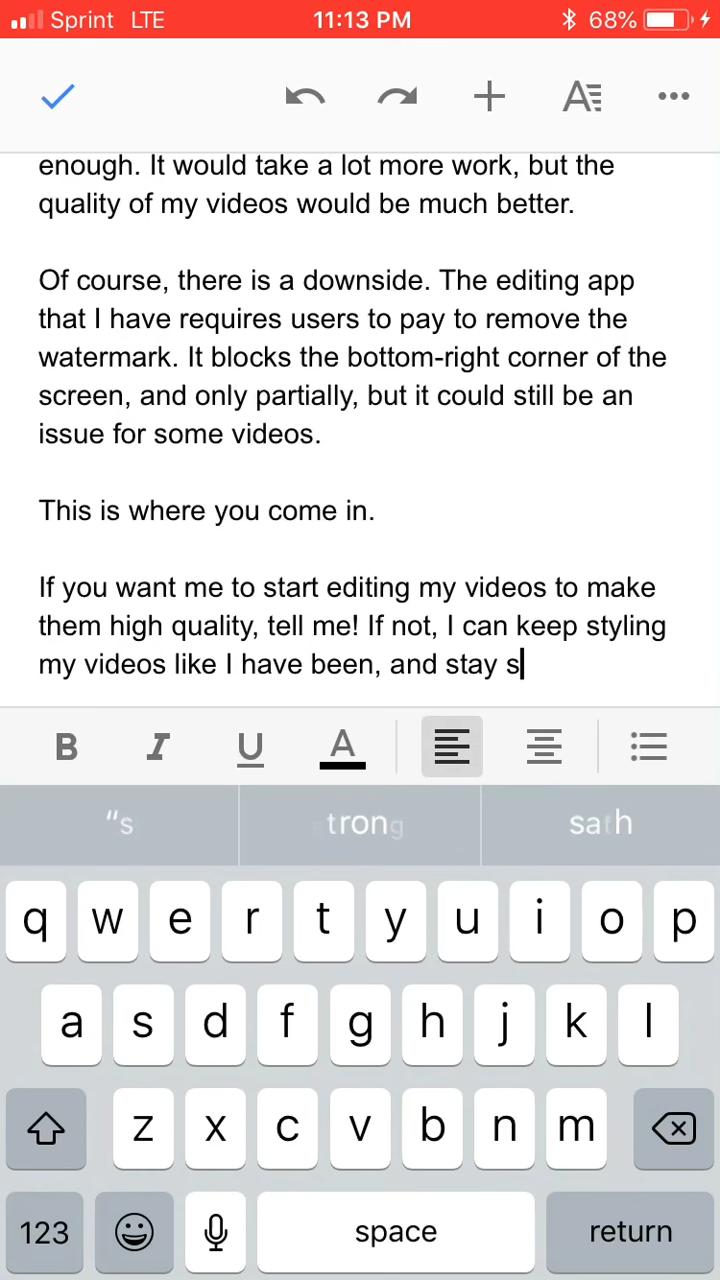 Sprint LTE 11:13 PM 68%
enough. It would take a lot more work, but the
quality of my videos would be much better.
Of course, there is a downside. The editing app
that I have requires users to pay to remove the
watermark. It blocks the bottom-right corner of the
screen, and only partially, but it could still be an
issue for some videos.
This is where you come in.
If you want me to start editing my videos to make
them high quality, tell me! If not, I can keep styling
my videos like I have been, and stay s
B I U A
“s
q w e r t y u i o p
a s d f g h j k l
z x c v b n m
123 space return